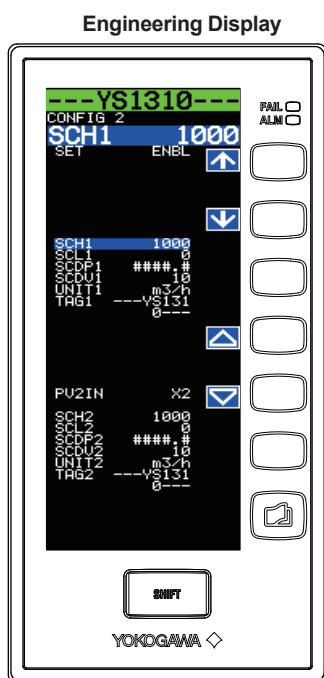 Engineering Display
---YS1310---
FAIL
ALM
CONFIG 2
SCH1 1000
SET ENBL
SCH1 1000
SCL1 0
SCDP1 ####.#
SCDV1 10
UNIT1 m3/h
TAG1 ---YS131
0---
PV2IN X2
SCH2 1000
SCL2 0
SCDP2 ####.#
SCDV2 10
UNIT2 m3/h
TAG2 ---YS131
0---
SHIFT
YOKOGAWA